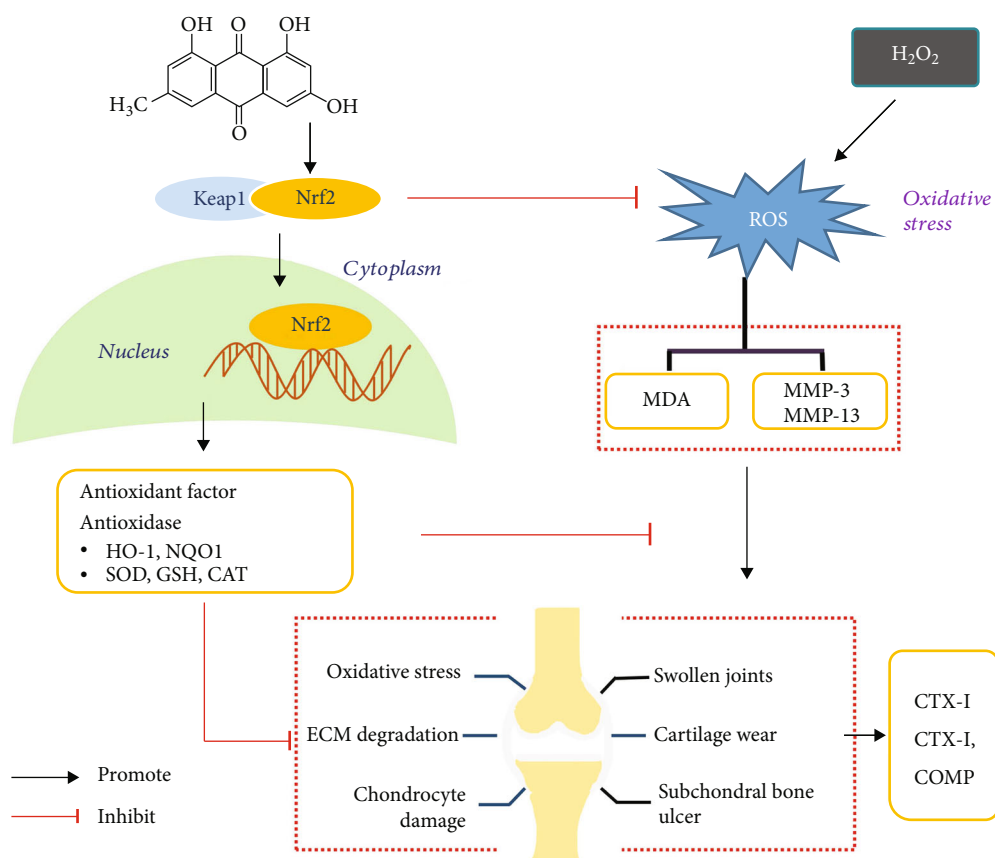 OH
O
OH
H₃C
OH
O
H₂O₂
Keap1
Nrf2
ROS
Oxidative
stress
Cytoplasm
Nrf2
Nucleus
MDA
MMP-3
MMP-13
Antioxidant factor
Antioxidase
• HO-1, NQO1
• SOD, GSH, CAT
Oxidative stress
ECM degradation
Chondrocyte
damage
Swollen joints
Cartilage wear
Subchondral bone
ulcer
CTX-I
CTX-I,
COMP
Promote
Inhibit